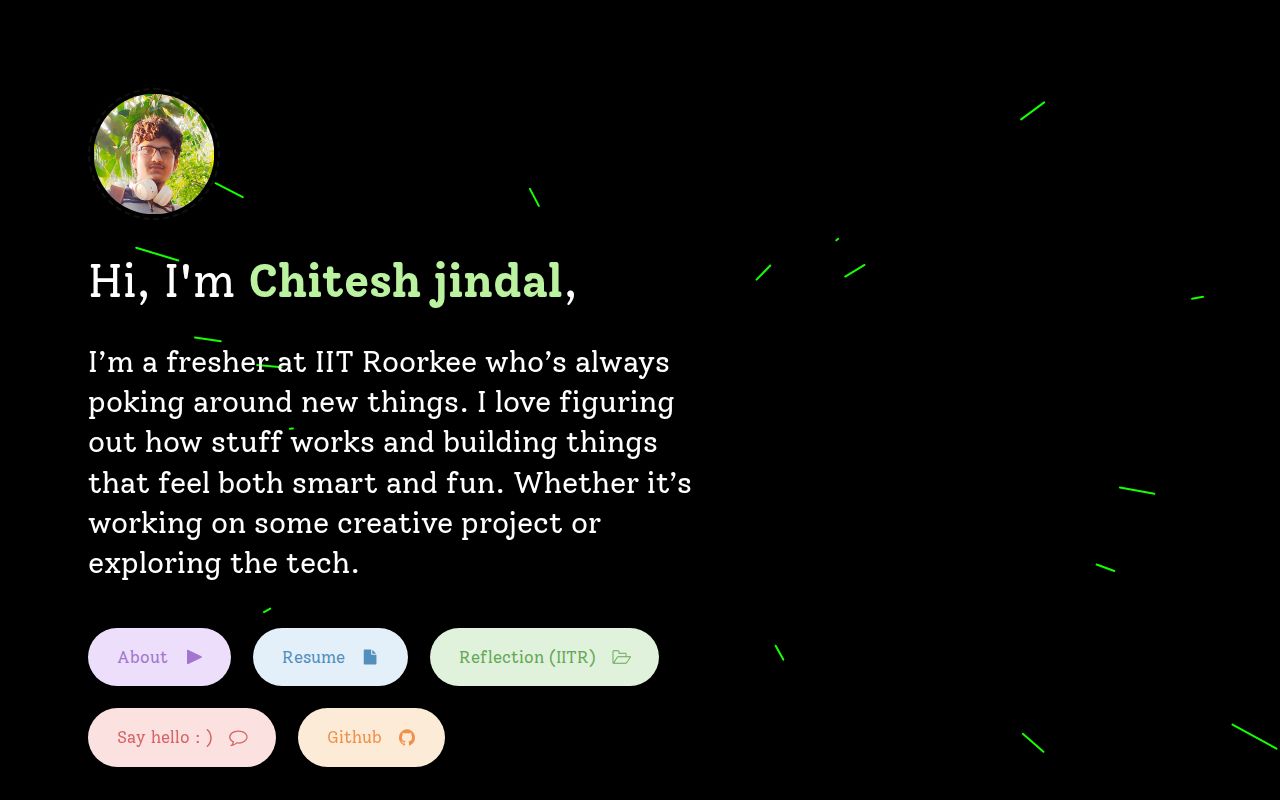 Hi, I'm Chitesh jindal,
I’m a fresher at IIT Roorkee who’s always
poking around new things. I love figuring
out how stuff works and building things
that feel both smart and fun. Whether it’s
working on some creative project or
exploring the tech.
About
Resume
Reflection (IITR)
Say hello : )
Github